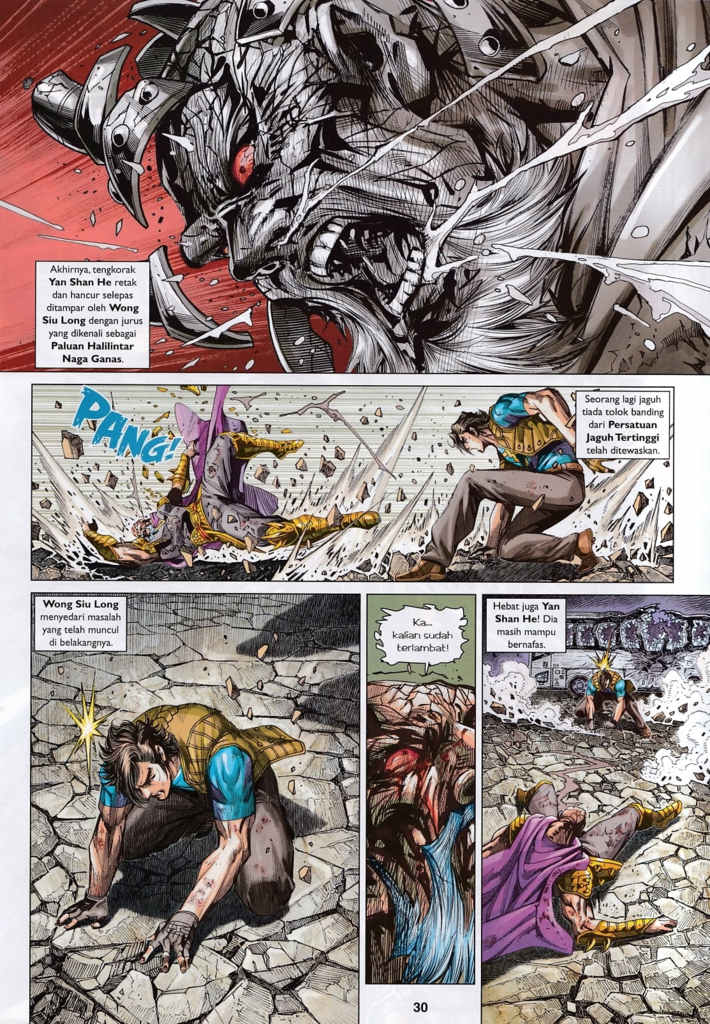 Akhirnya, tengkorak
Yan Shan He retak
dan hancur selepas
ditampar oleh Wong
Siu Long dengan jurus
yang dikenali sebagai
Paluan Halilintar
Naga Ganas.
PANG!
Seorang lagi jaguh
tiada tolok banding
dari Persatuan
Jaguh Tertinggi
telah ditewaskan.
Wong Siu Long
menyedari masalah
yang telah muncul
di belakangnya.
Ka...
kalian sudah
terlambat!
Hebat juga Yan
Shan He! Dia
masih mampu
bernafas.
30